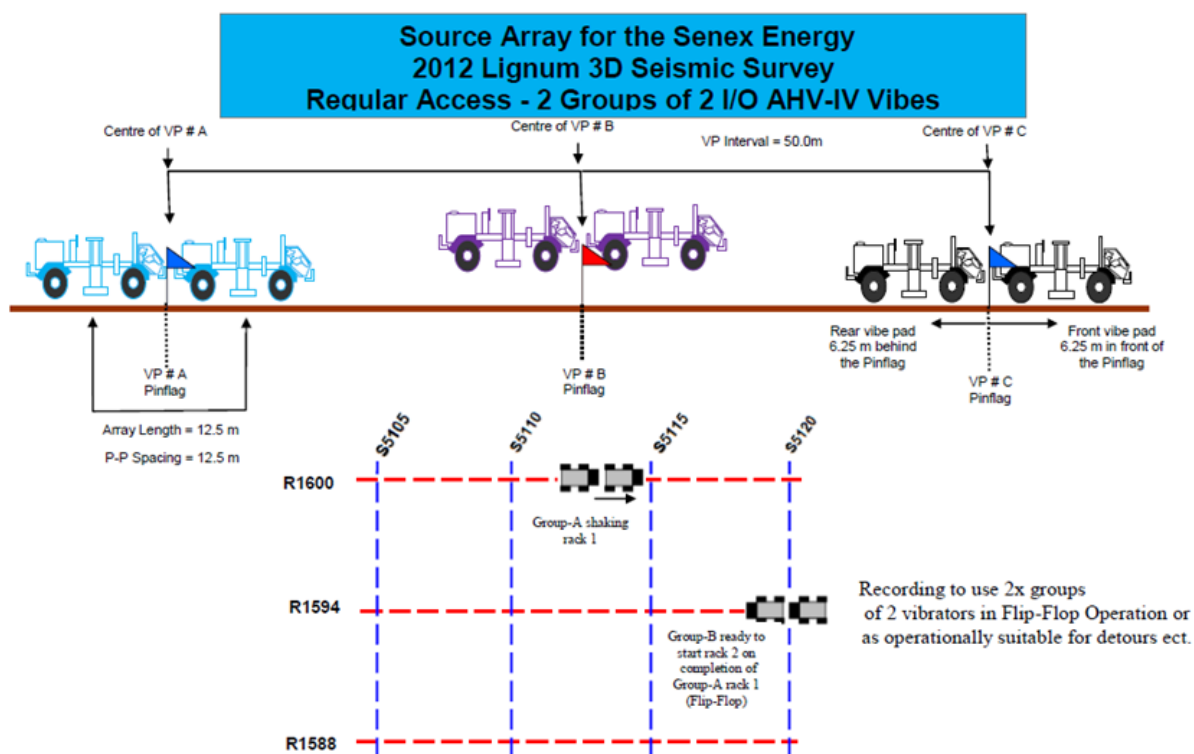 Source Array for the Senex Energy
2012 Lignum 3D Seismic Survey
Regular Access - 2 Groups of 2 I/O AHV-IV Vibes
Centre of VP # A
Centre of VP # B
VP Interval = 50.0m
Centre of VP # C
Rear vibe pad
6.25 m behind
the Pinflag
Front vibe pad
6.25 m in front of
the Pinflag
VP # A
Pinflag
VP # B
Pinflag
VP # C
Pinflag
Array Length = 12.5 m
P-P Spacing = 12.5 m
S5105
S5110
S5115
S5120
R1600
Group-A shaking
rack 1
R1594
Group-B ready to
start rack 2 on
completion of
Group-A rack 1
(Flip-Flop)
Recording to use 2x groups
of 2 vibrators in Flip-Flop Operation or
as operationally suitable for detours ect.
R1588